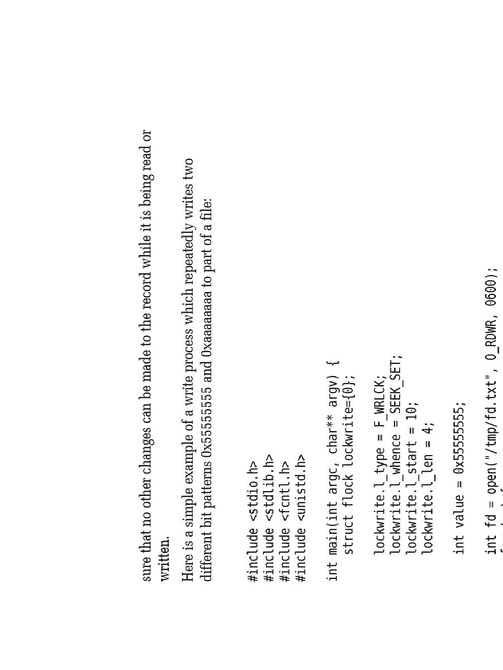 sure that no other changes can be made to the record while it is being read or
written.
Here is a simple example of a write process which repeatedly writes two
different bit patterns 0x55555555 and 0xaaaaaaaa to part of a file:
#include <stdio.h>
#include <stdlib.h>
#include <fcntl.h>
#include <unistd.h>
int main(int argc, char** argv) {
struct flock lockwrite={0};
lockwrite.l_type = F_WRLCK;
lockwrite.l_whence = SEEK_SET;
lockwrite.l_start = 10;
lockwrite.l_len = 4;
int value = 0x55555555;
int fd = open("/tmp/fd.txt", O_RDWR, 0600);